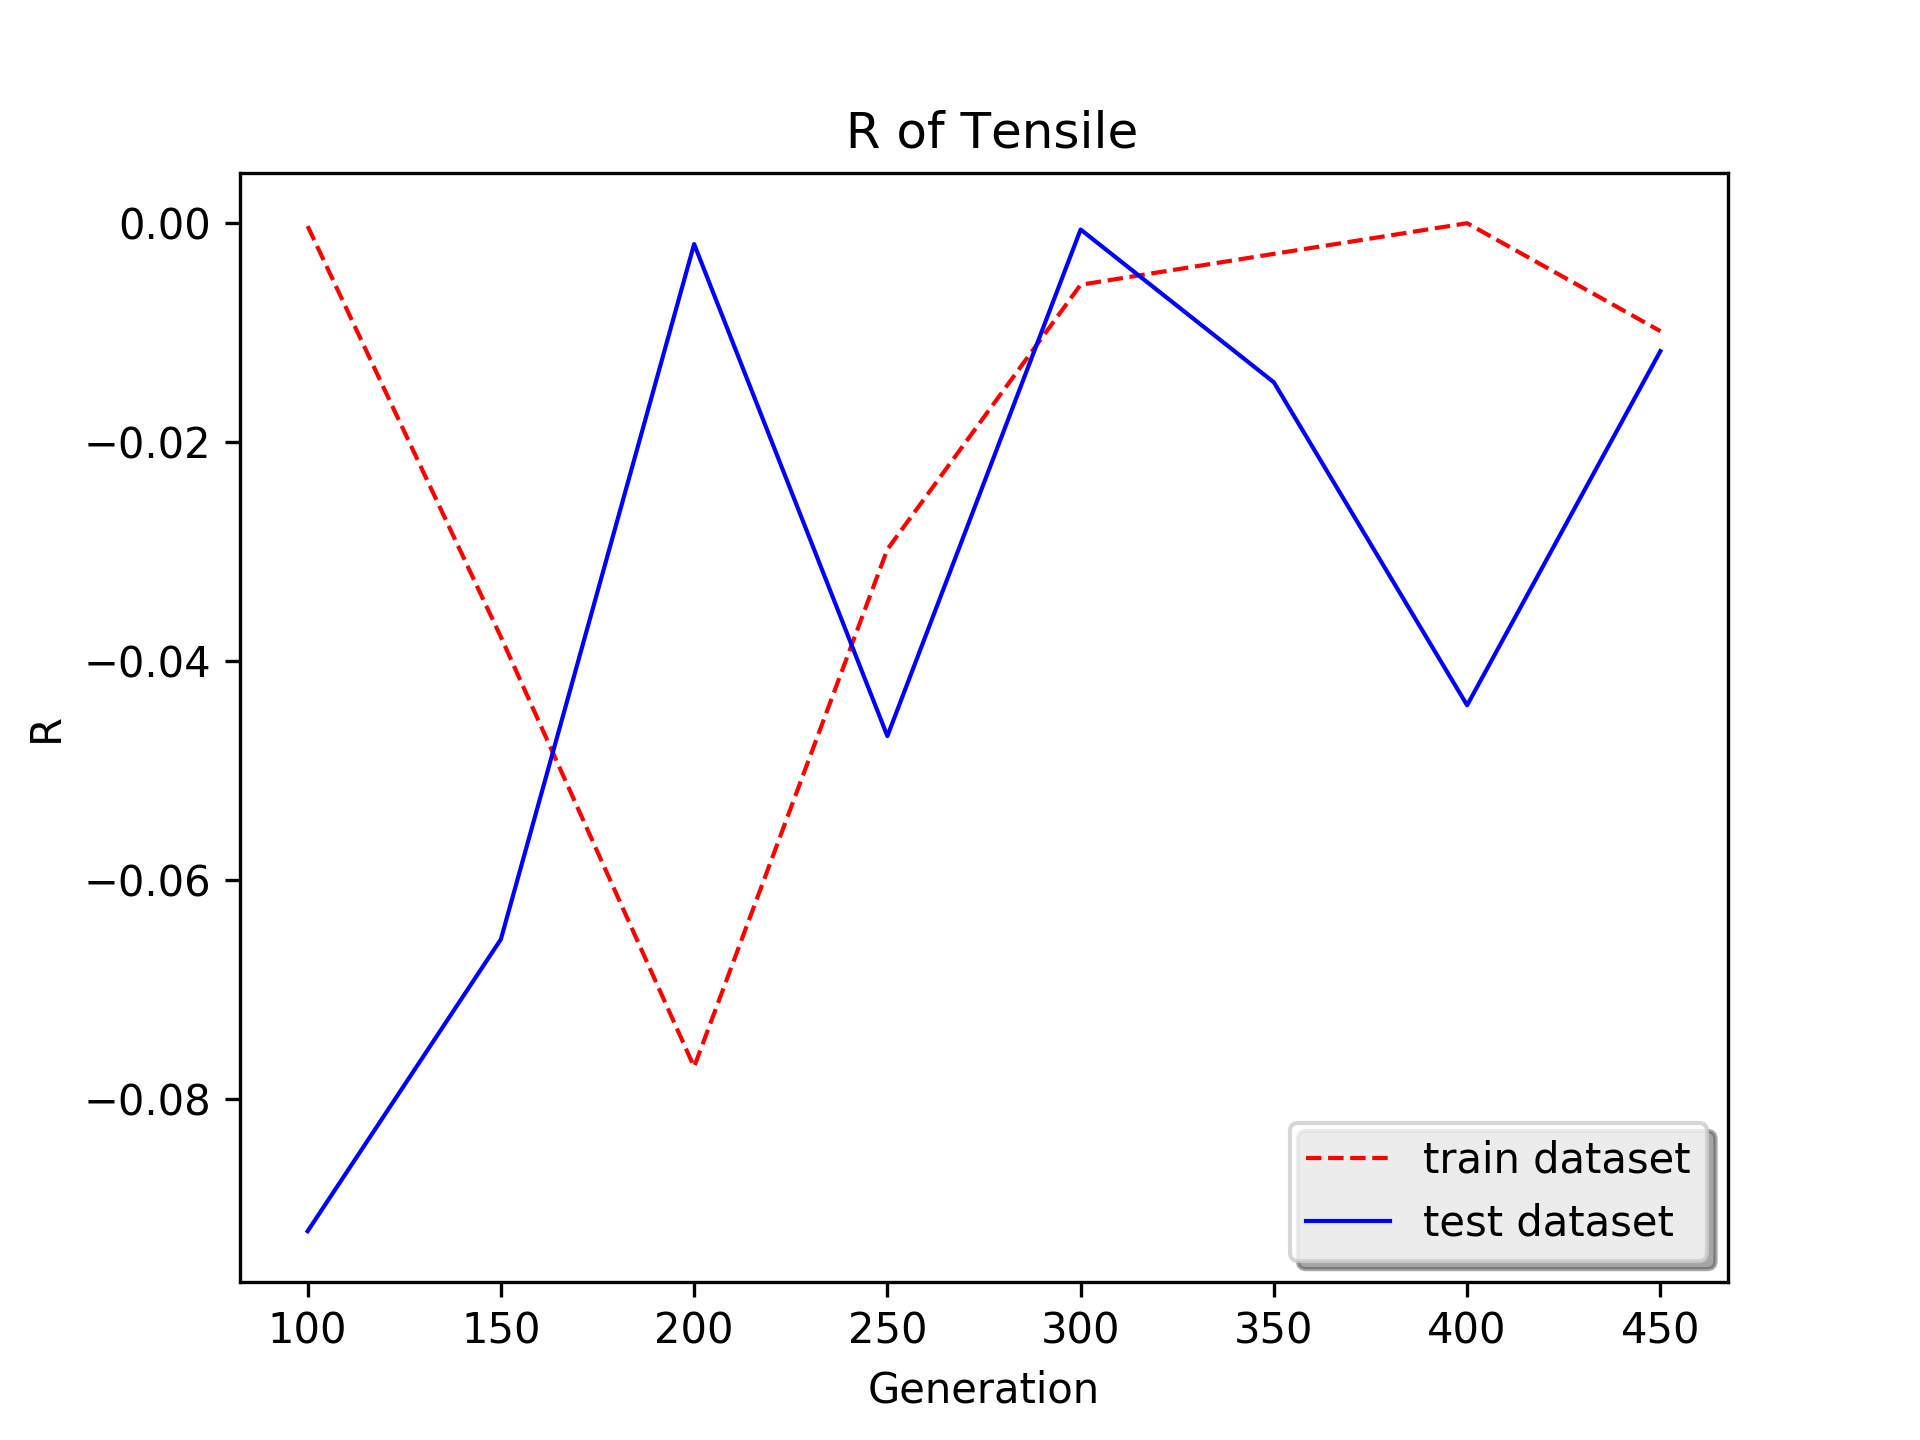 R of Tensile
0.00
−0.02
−0.04
−0.06
−0.08
R
100 150 200 250 300 350 400 450
Generation
train dataset
test dataset